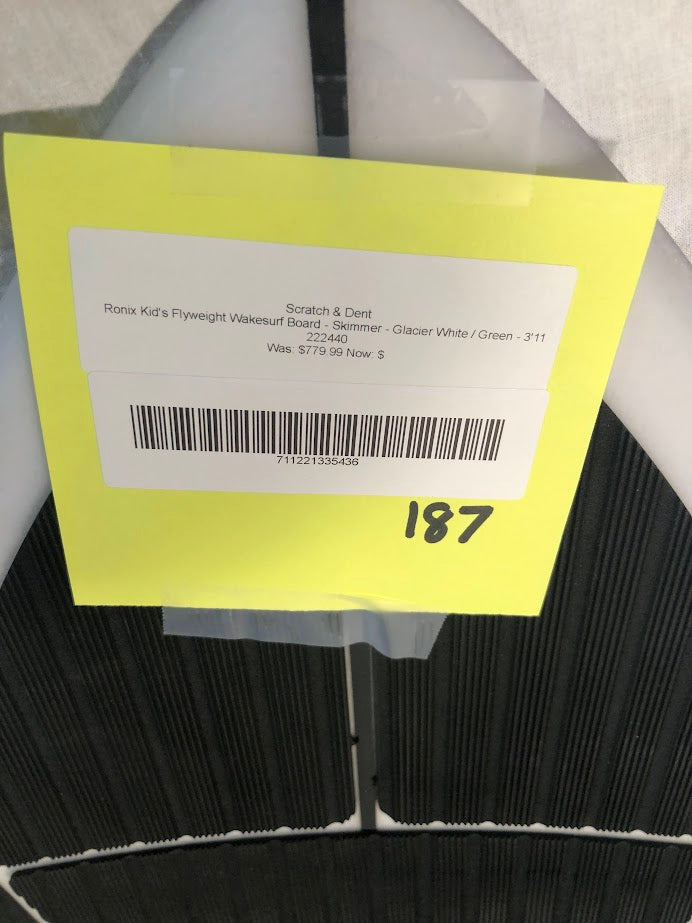 Scratch & Dent
Ronix Kid's Flyweight Wakesurf Board - Skimmer - Glacier White / Green - 3'11
222440
Was: $779.99 Now: $
711221335436
187